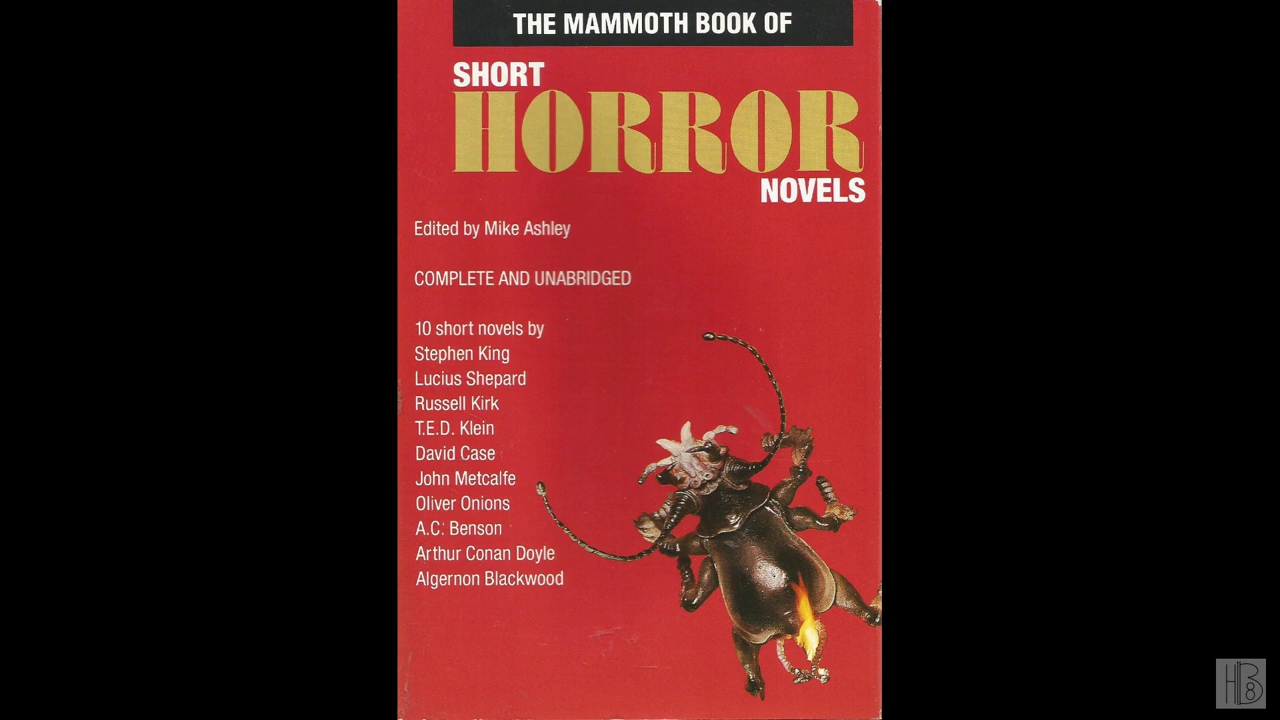 THE MAMMOTH BOOK OF
SHORT
HORROR
NOVELS
Edited by Mike Ashley
COMPLETE AND UNABRIDGED
10 short novels by
Stephen King
Lucius Shepard
Russell Kirk
T.E.D. Klein
David Case
John Metcalfe
Oliver Onions
A.C. Benson
Arthur Conan Doyle
Algernon Blackwood